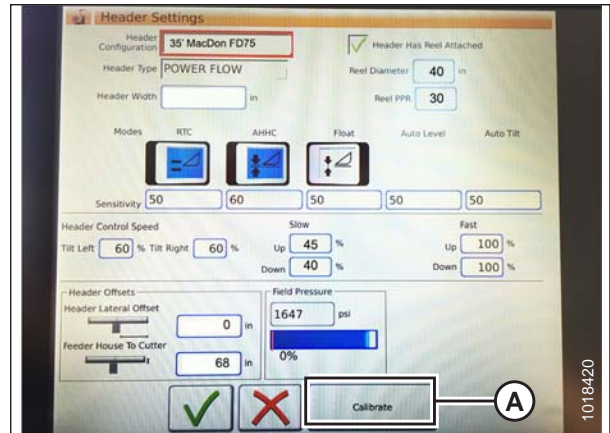 Header Settings
Header Configuration 35' MacDon FD75 Header Has Reel Attached
Header Type POWER FLOW Reel Diameter 40 in
Header Width in Reel PPR 30
Modes RTC AHHC Float Auto Level Auto Tilt
Sensitivity 50 60 50 50 50
Header Control Speed Slow Fast
Tilt Left 60 % Tilt Right 60 % Up 45 % Up 100 %
Down 40 % Down 100 %
Header Offsets Field Pressure
Header Lateral Offset
0 in 1647 psi
Feeder House To Cutter
68 in 0%
Calibrate A
1018420